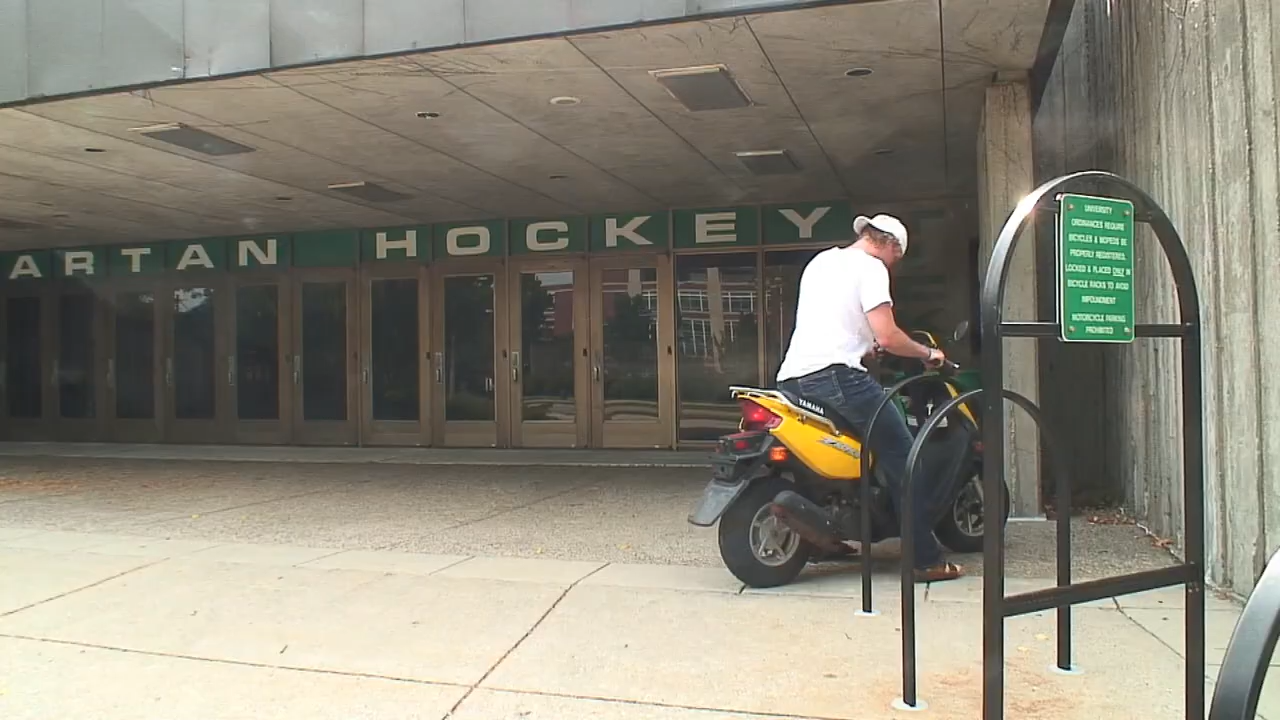 ARTAN HOCKEY
YAMAHA
UNIVERSITY
ORDINANCES REQUIRE
BICYCLES & MOPEDS BE
PROPERLY REGISTERED,
LOCKED & PLACED ONLY IN
BICYCLE RACKS TO AVOID
IMPOUNDMENT
MOTORCYCLE PARKING
PROHIBITED